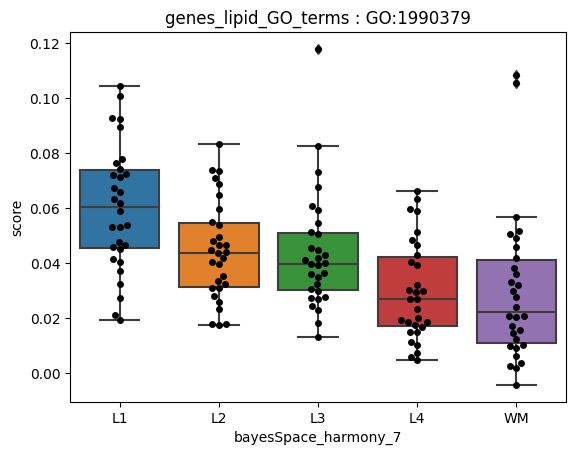 genes_lipid_GO_terms : GO:1990379
0.12
0.10
0.08
0.06
0.04
0.02
0.00
score
L1 L2 L3 L4 WM
bayesSpace_harmony_7